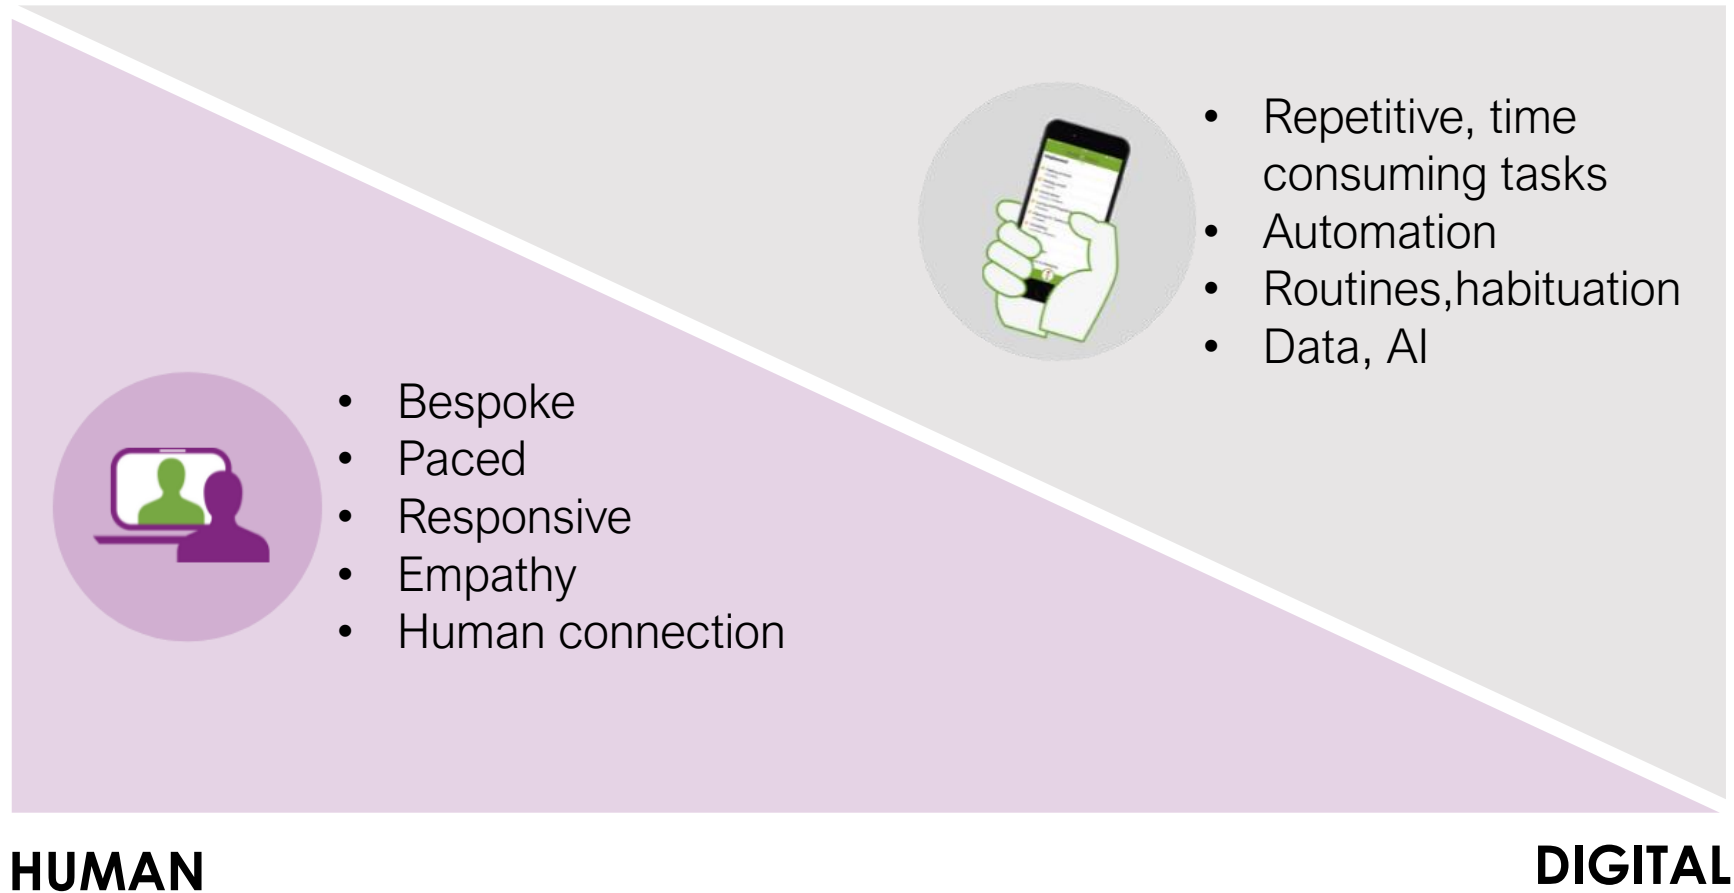 • Repetitive, time
consuming tasks
• Automation
• Routines,habituation
• Data, AI
• Bespoke
• Paced
• Responsive
• Empathy
• Human connection
HUMAN
DIGITAL